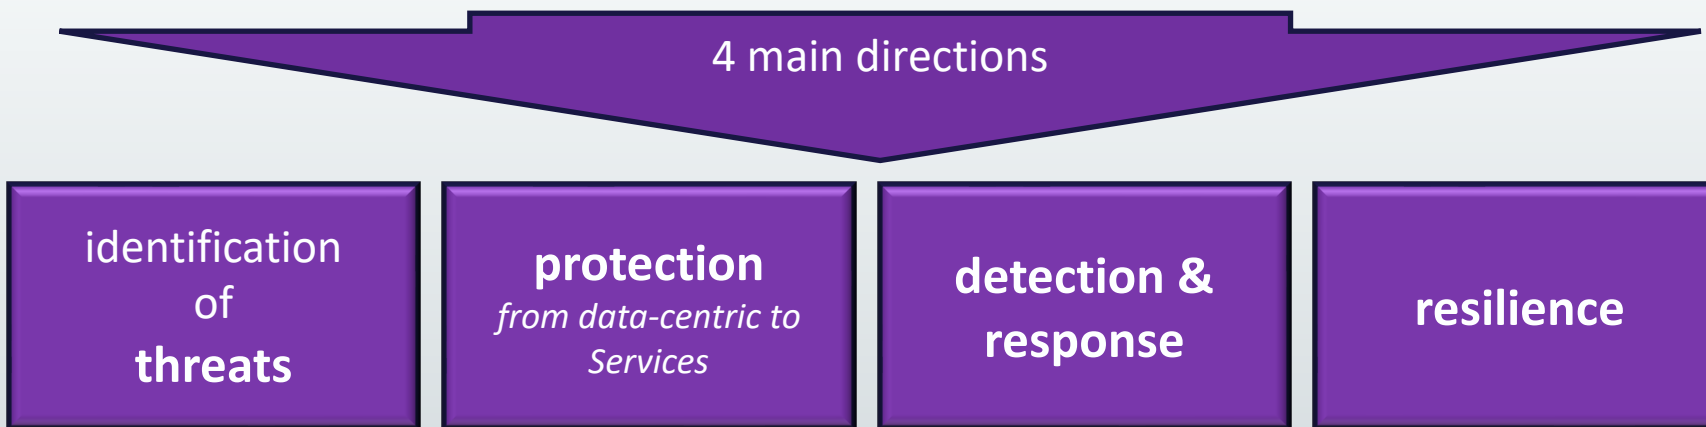 4 main directions
identification
of
threats
protection
from data-centric to
Services
detection &
response
resilience